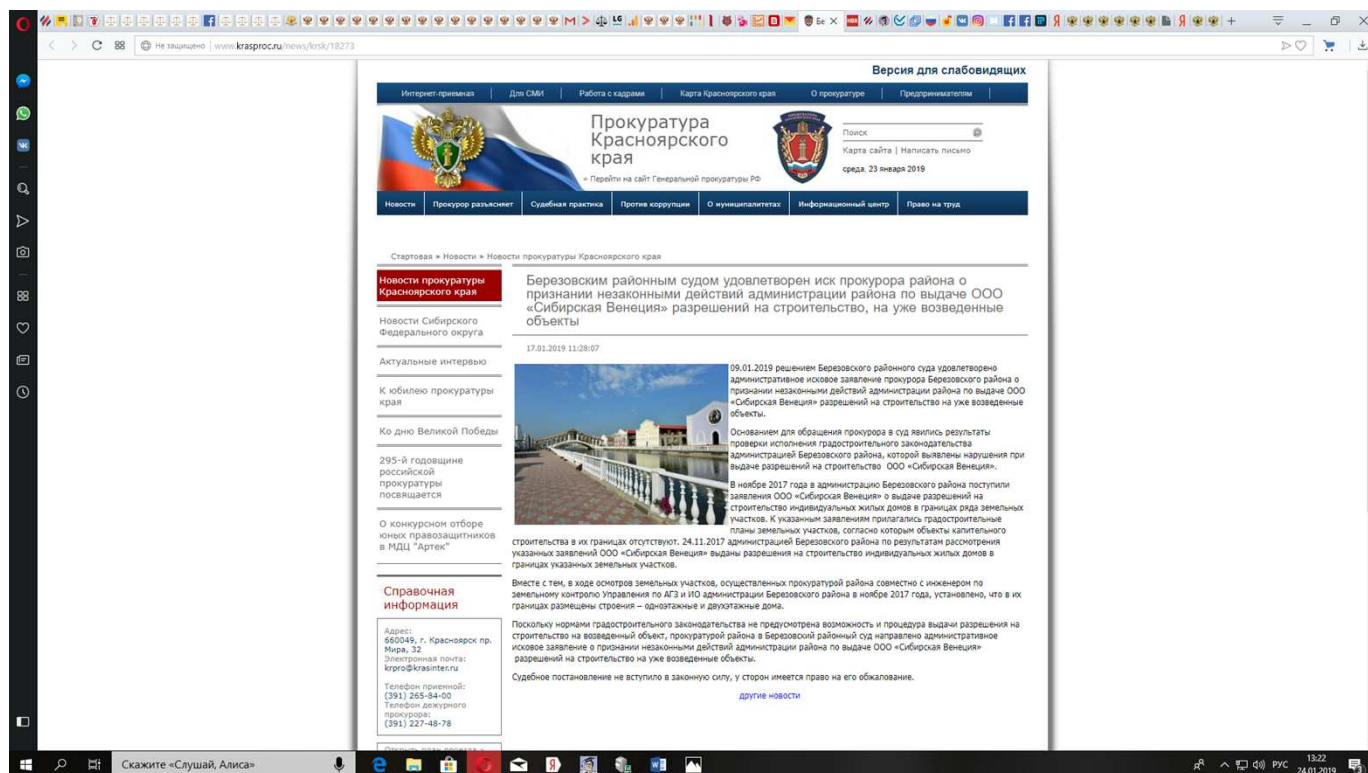 Бе
Не защищено www.krasproc.ru/news/krsk/18273
Версия для слабовидящих
Интернет-приемная Для СМИ Работа с кадрами Карта Красноярского края О прокуратуре Предпринимателям
Прокуратура
Красноярского
края
» Перейти на сайт Генеральной прокуратуры РФ
Поиск
Карта сайта | Написать письмо
среда, 23 января 2019
Новости Прокурор разъясняет Судебная практика Против коррупции О муниципалитетах Информационный центр Право на труд
Стартовая » Новости » Новости прокуратуры Красноярского края
Новости прокуратуры
Красноярского края
Новости Сибирского
Федерального округа
Актуальные интервью
К юбилею прокуратуры
края
Ко дню Великой Победы
295-й годовщине
российской
прокуратуры
посвящается
О конкурсном отборе
юных правозащитников
в МДЦ "Артек"
Справочная
информация
Адрес:
660049, г. Красноярск пр.
Мира, 32
Электронная почта:
krpro@krasinter.ru
Телефон приемной:
(391) 265-84-00
Телефон дежурного
прокурора:
(391) 227-48-78
Открыть план проезда »
Березовским районным судом удовлетворен иск прокурора района о
признании незаконными действий администрации района по выдаче ООО
«Сибирская Венеция» разрешений на строительство, на уже возведенные
объекты
17.01.2019 11:28:07
09.01.2019 решением Березовского районного суда удовлетворено
административное исковое заявление прокурора Березовского района о
признании незаконными действий администрации района по выдаче ООО
«Сибирская Венеция» разрешений на строительство на уже возведенные
объекты.
Основанием для обращения прокурора в суд явились результаты
проверки исполнения градостроительного законодательства
администрацией Березовского района, которой выявлены нарушения при
выдаче разрешений на строительство ООО «Сибирская Венеция».
В ноябре 2017 года в администрацию Березовского района поступили
заявления ООО «Сибирская Венеция» о выдаче разрешений на
строительство индивидуальных жилых домов в границах ряда земельных
участков. К указанным заявлениям прилагались градостроительные
планы земельных участков, согласно которым объекты капитального
строительства в их границах отсутствуют. 24.11.2017 администрацией Березовского района по результатам рассмотрения
указанных заявлений ООО «Сибирская Венеция» выданы разрешения на строительство индивидуальных жилых домов в
границах указанных земельных участков.
Вместе с тем, в ходе осмотров земельных участков, осуществленных прокуратурой района совместно с инженером по
земельному контролю Управления по АГЗ и ИО администрации Березовского района в ноябре 2017 года, установлено, что в их
границах размещены строения – одноэтажные и двухэтажные дома.
Поскольку нормами градостроительного законодательства не предусмотрена возможность и процедура выдачи разрешения на
строительство на возведенный объект, прокуратурой района в Березовский районный суд направлено административное
исковое заявление о признании незаконными действий администрации района по выдаче ООО «Сибирская Венеция»
разрешений на строительство на уже возведенные объекты.
Судебное постановление не вступило в законную силу, у сторон имеется право на его обжалование.
другие новости
Скажите «Слушай, Алиса»
РУС
13:22
24.01.2019